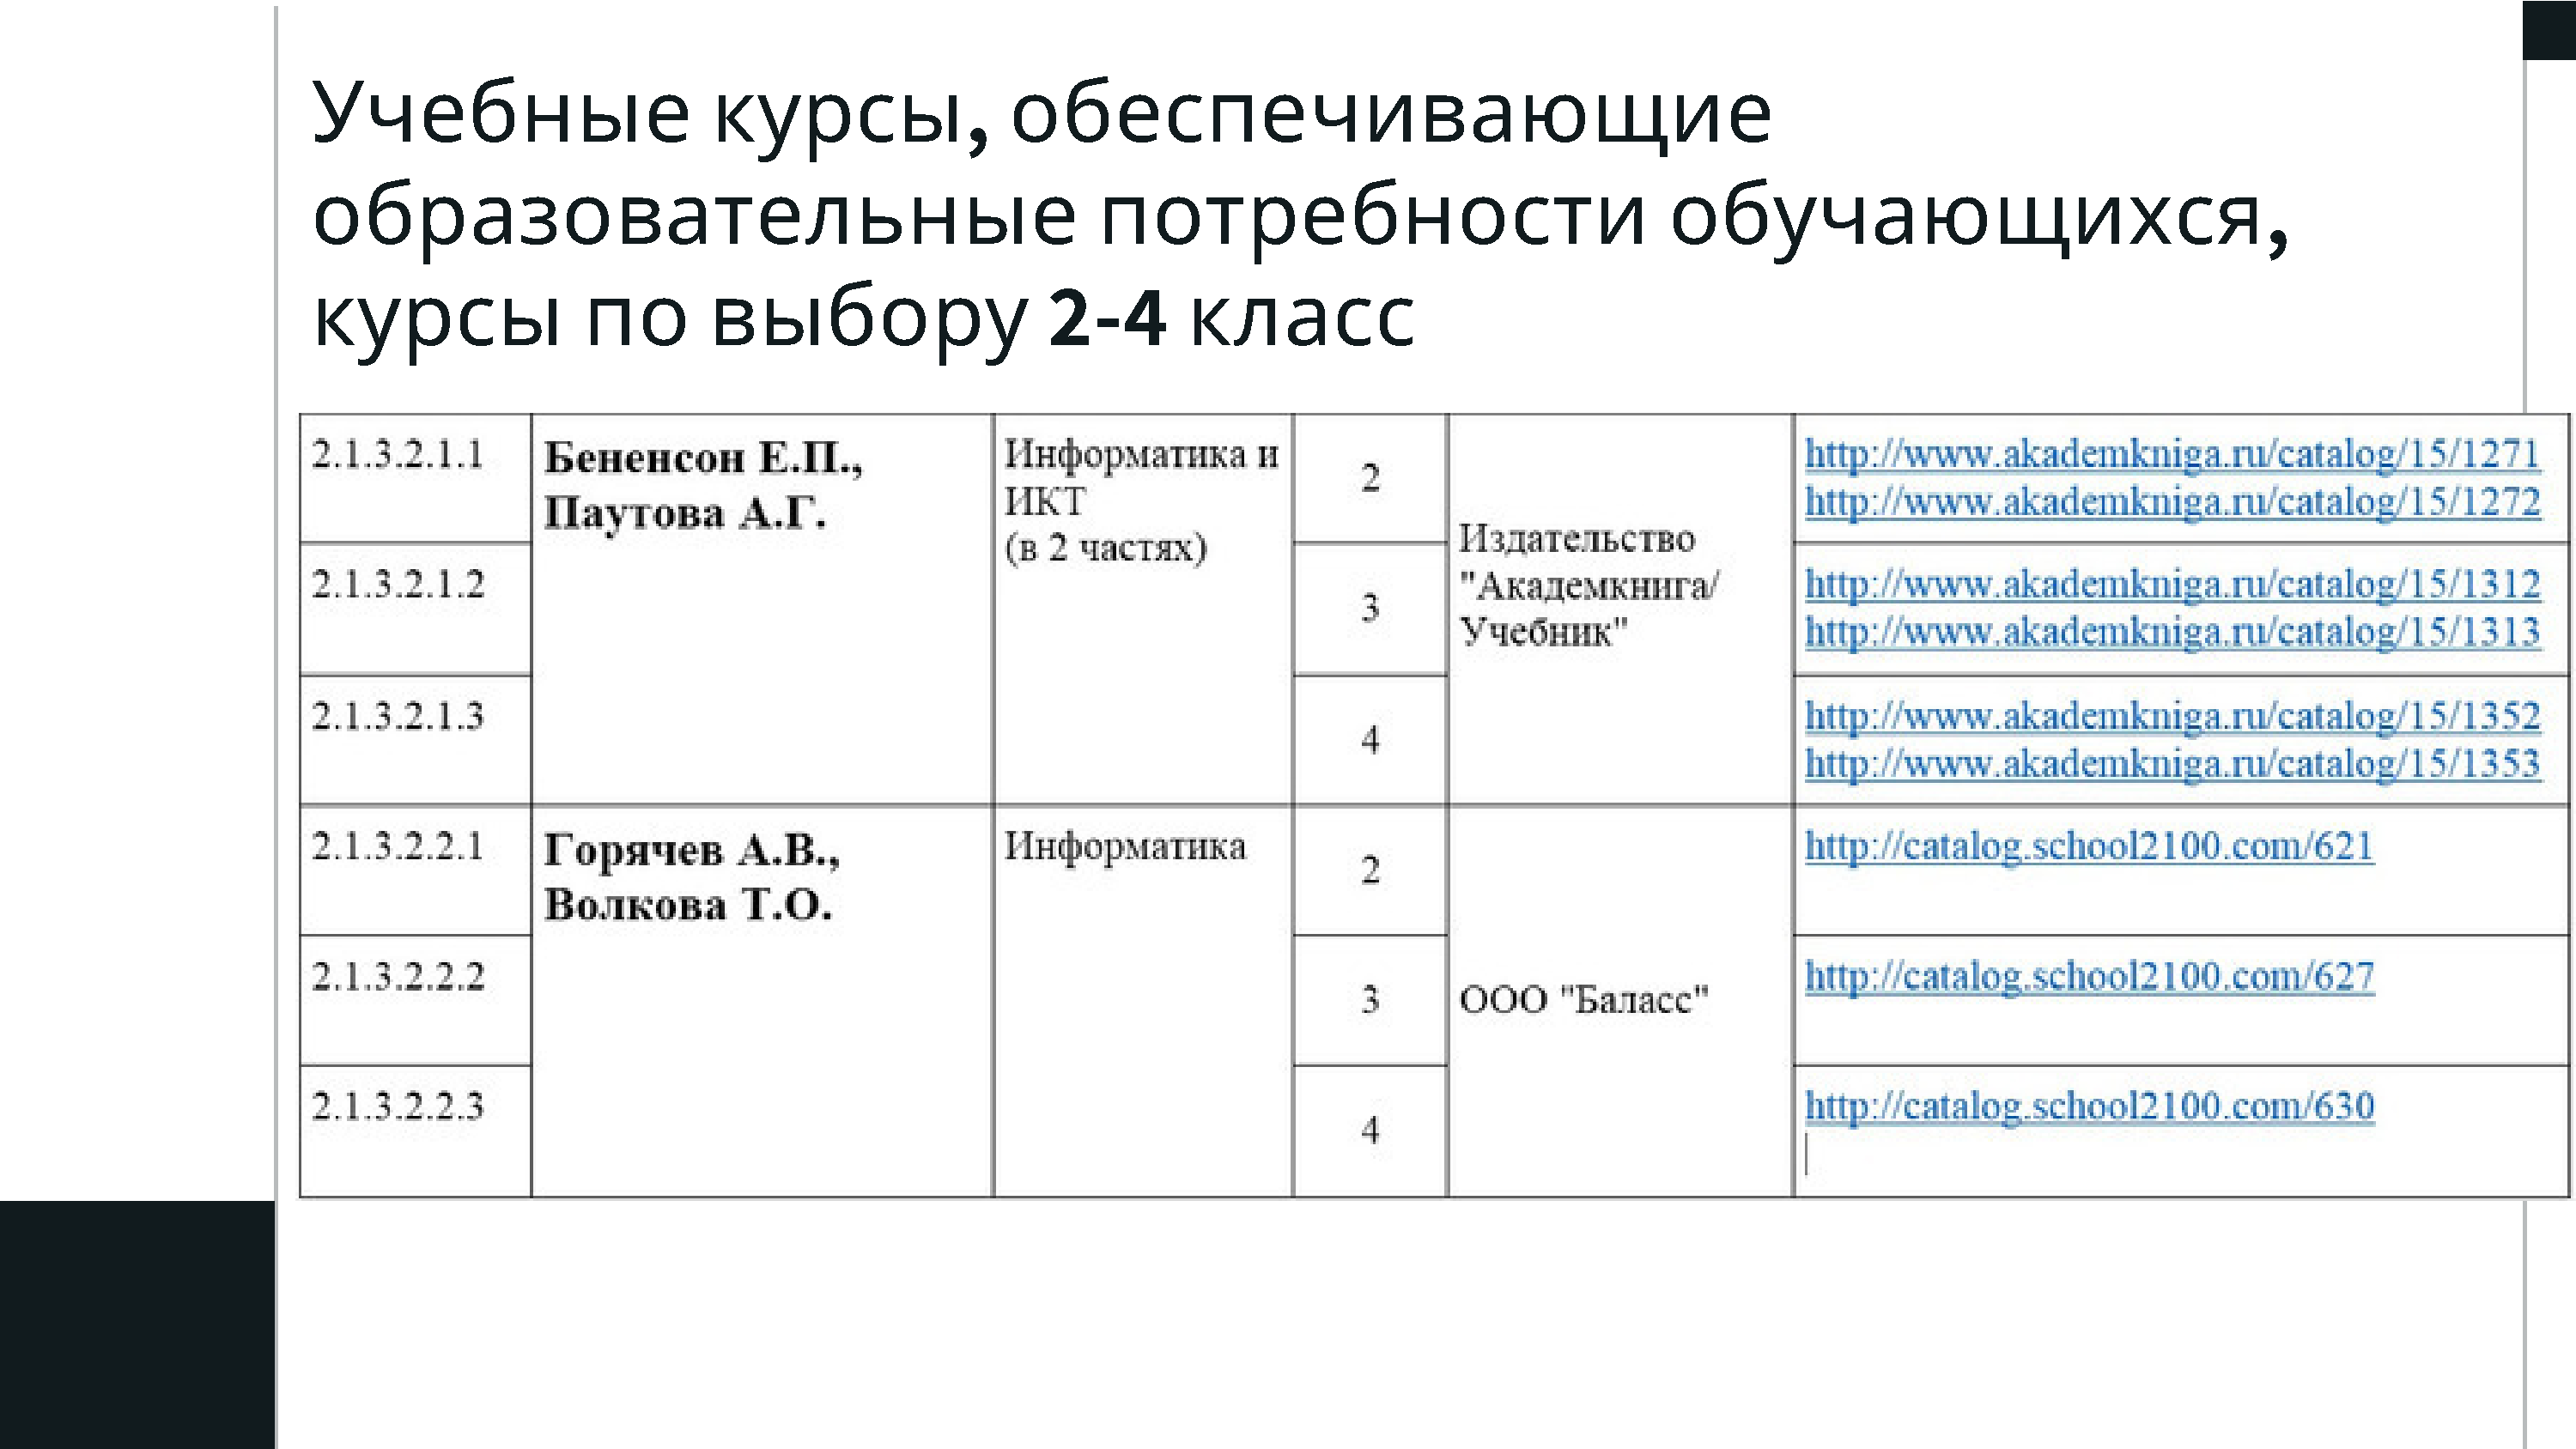 Учебные курсы, обеспечивающие
образовательные потребности обучающихся,
курсы по выбору 2-4 класс
2.1.3.2.1.1
Бененсон Е.П.,
Паутова А.Г.
Информатика и
ИКТ
(в 2 частях)
2
Издательство
"Академкнига/
Учебник"
http://www.akademkniga.ru/catalog/15/1271
http://www.akademkniga.ru/catalog/15/1272
2.1.3.2.1.2
3
http://www.akademkniga.ru/catalog/15/1312
http://www.akademkniga.ru/catalog/15/1313
2.1.3.2.1.3
4
http://www.akademkniga.ru/catalog/15/1352
http://www.akademkniga.ru/catalog/15/1353
2.1.3.2.2.1
Горячев А.В.,
Волкова Т.О.
Информатика
2
ООО "Баласс"
http://catalog.school2100.com/621
2.1.3.2.2.2
3
http://catalog.school2100.com/627
2.1.3.2.2.3
4
http://catalog.school2100.com/630